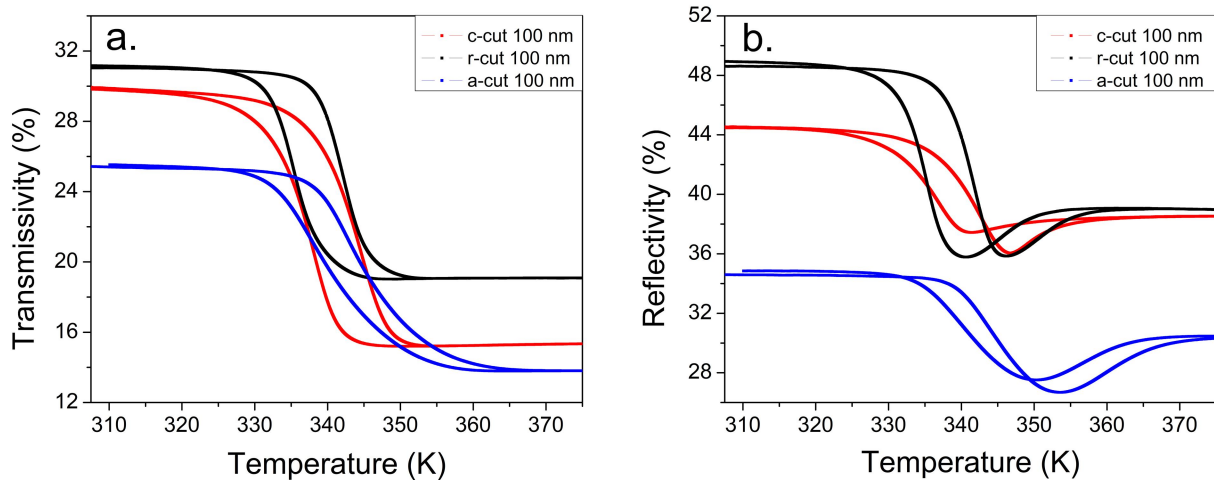 a.
c-cut 100 nm
r-cut 100 nm
a-cut 100 nm
Transmissivity (%)
32
28
24
20
16
12
310 320 330 340 350 360 370
Temperature (K)
b.
c-cut 100 nm
r-cut 100 nm
a-cut 100 nm
Reflectivity (%)
52
48
44
40
36
32
28
310 320 330 340 350 360 370
Temperature (K)